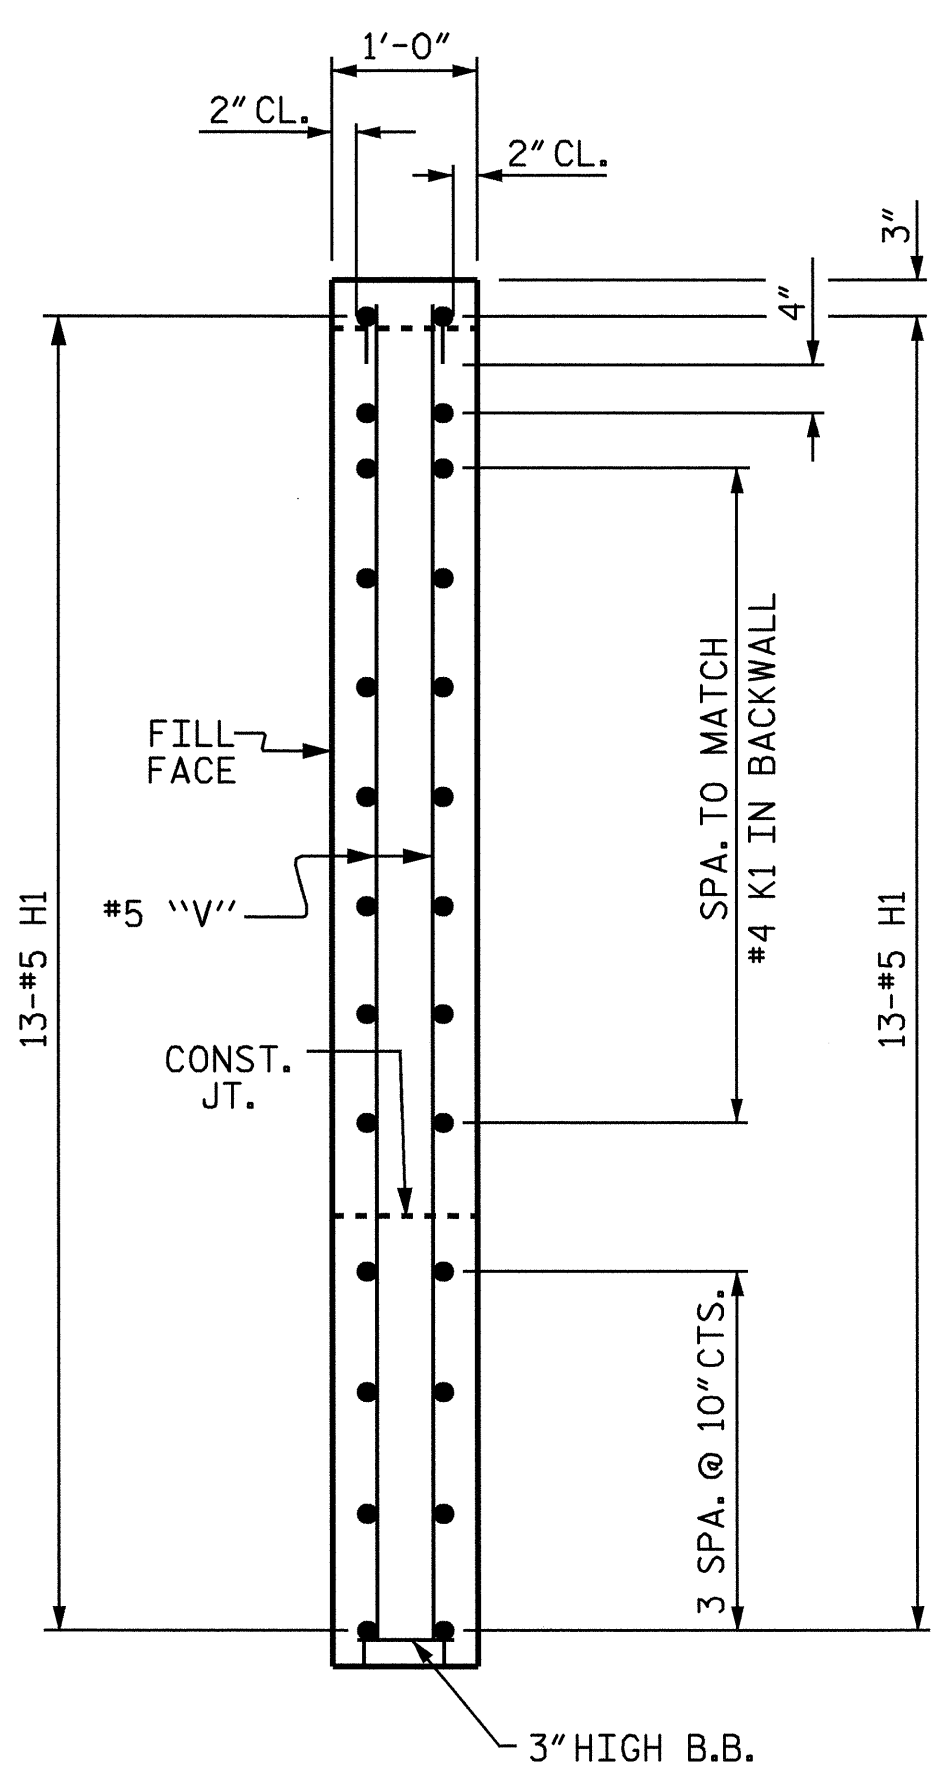 1'-0"
2" CL.
2" CL.
3"
4"
13-#5 H1
FILL
FACE
#5 "V"
CONST.
JT.
SPA. TO MATCH
#4 K1 IN BACKWALL
13-#5 H1
3 SPA. @ 10" CTS.
3" HIGH B.B.